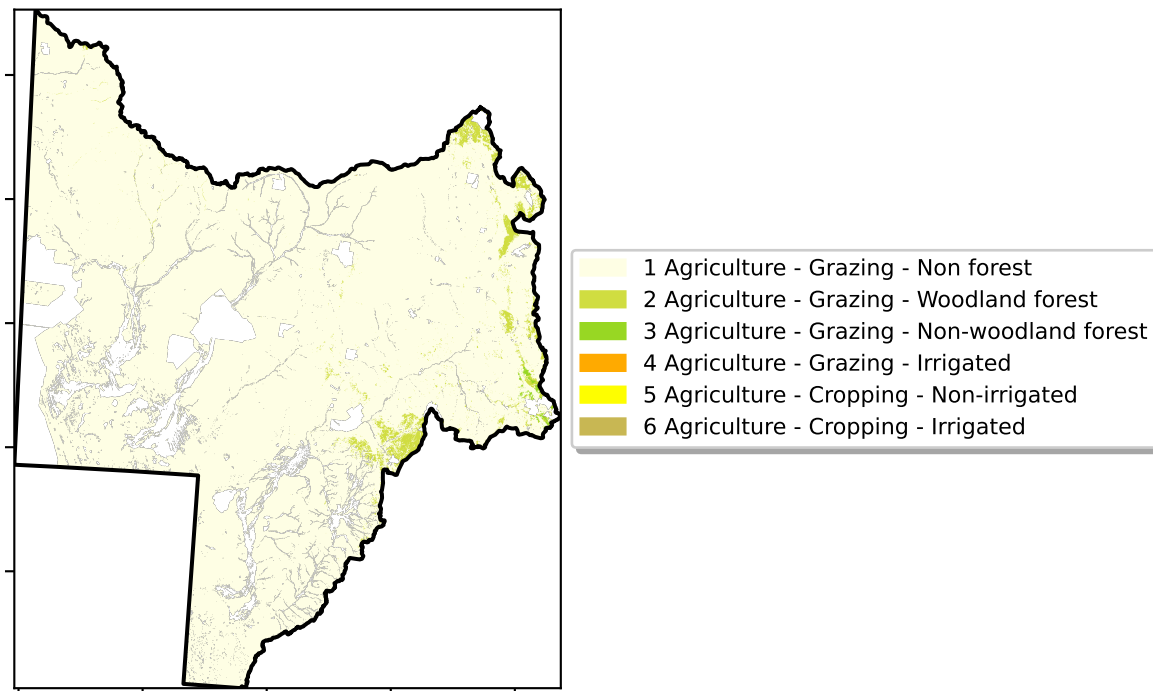 1 Agriculture - Grazing - Non forest
2 Agriculture - Grazing - Woodland forest
3 Agriculture - Grazing - Non-woodland forest
4 Agriculture - Grazing - Irrigated
5 Agriculture - Cropping - Non-irrigated
6 Agriculture - Cropping - Irrigated